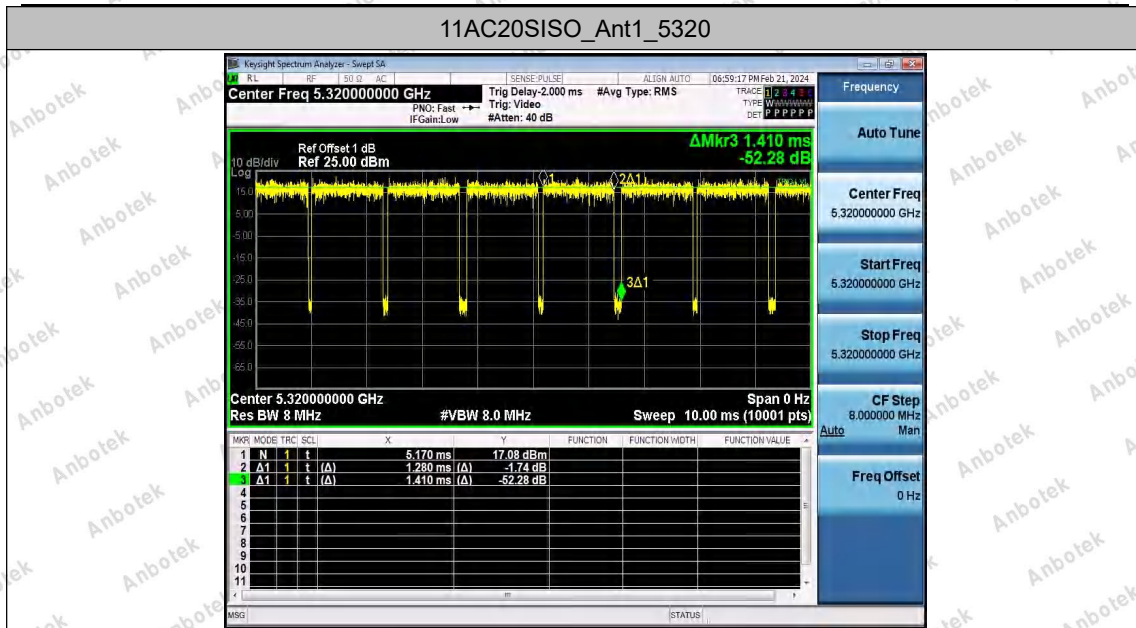 11AC20SISO_Ant1_5320
Keysight Spectrum Analyzer - Swept SA
RL RF 50 Ω AC SENSE:PULSE ALIGN AUTO 06:59:17 PM Feb 21, 2024
Center Freq 5.320000000 GHz
PNO: Fast
IFGain:Low
Trig Delay-2.000 ms
Trig: Video
#Atten: 40 dB
#Avg Type: RMS
TRACE 1 2 3 4 5 6
TYPE W
DET P P P P P P
Ref Offset 1 dB
10 dB/div Ref 25.00 dBm
Log
ΔMkr3 1.410 ms
-52.28 dB
15.0
5.00
-5.00
-15.0
-25.0
-35.0
-45.0
-55.0
-65.0
1
2Δ1
3Δ1
Center 5.320000000 GHz Span 0 Hz
Res BW 8 MHz #VBW 8.0 MHz Sweep 10.00 ms (10001 pts)
MKR MODE TRC SCL X Y FUNCTION FUNCTION WIDTH FUNCTION VALUE
1 N 1 t 5.170 ms 17.08 dBm
2 Δ1 1 t (Δ) 1.280 ms (Δ) -1.74 dB
3 Δ1 1 t (Δ) 1.410 ms (Δ) -52.28 dB
4
5
6
7
8
9
10
11
MSG STATUS
Frequency
Auto Tune
Center Freq
5.320000000 GHz
Start Freq
5.320000000 GHz
Stop Freq
5.320000000 GHz
CF Step
8.000000 MHz
Auto Man
Freq Offset
0 Hz
Anbotek